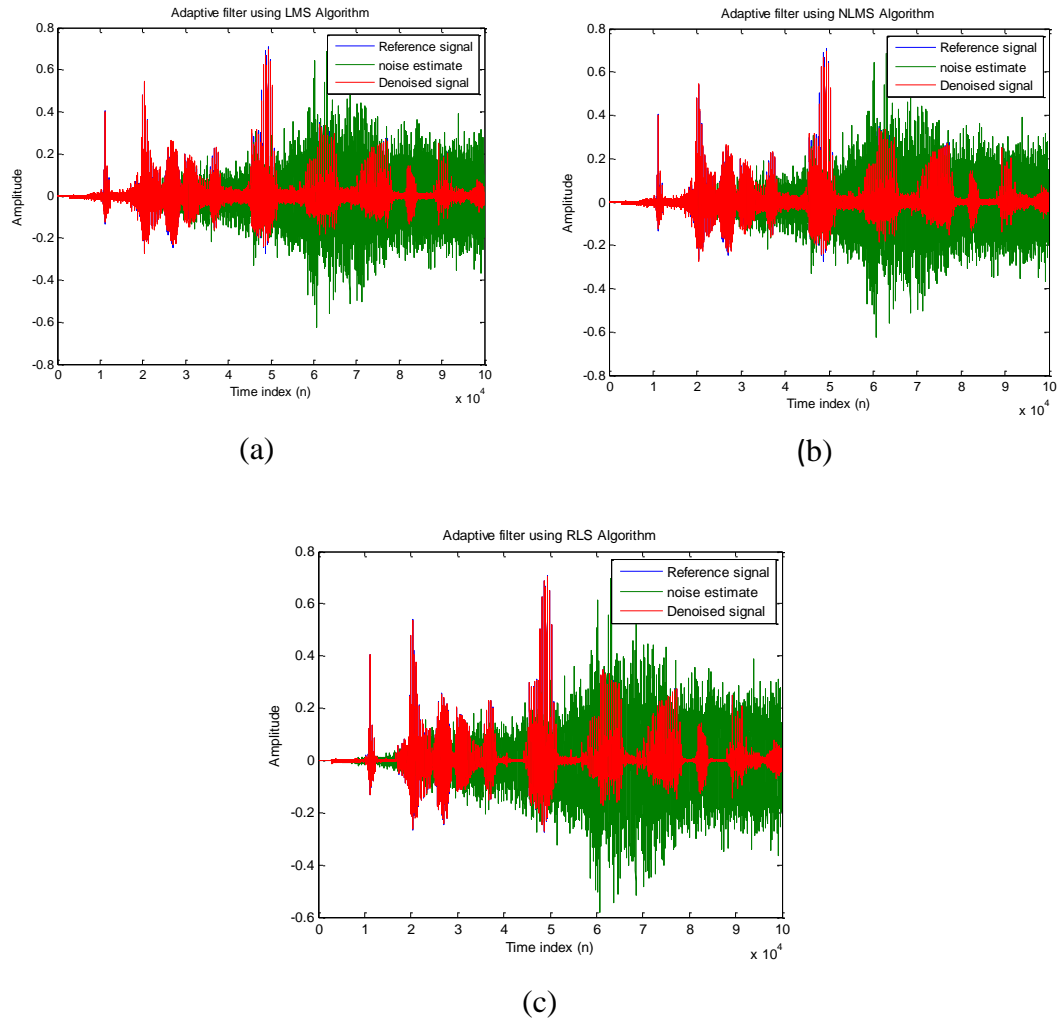 Adaptive filter using LMS Algorithm
0.8
0.6
0.4
0.2
0
-0.2
-0.4
-0.6
-0.8
Amplitude
Reference signal
noise estimate
Denoised signal
0 1 2 3 4 5 6 7 8 9 10
Time index (n)
x 10^4
(a)
Adaptive filter using NLMS Algorithm
0.8
0.6
0.4
0.2
0
-0.2
-0.4
-0.6
-0.8
Amplitude
Reference signal
noise estimate
Denoised signal
0 1 2 3 4 5 6 7 8 9 10
Time index (n)
x 10^4
(b)
Adaptive filter using RLS Algorithm
0.8
0.6
0.4
0.2
0
-0.2
-0.4
-0.6
Amplitude
Reference signal
noise estimate
Denoised signal
0 1 2 3 4 5 6 7 8 9 10
Time index (n)
x 10^4
(c)